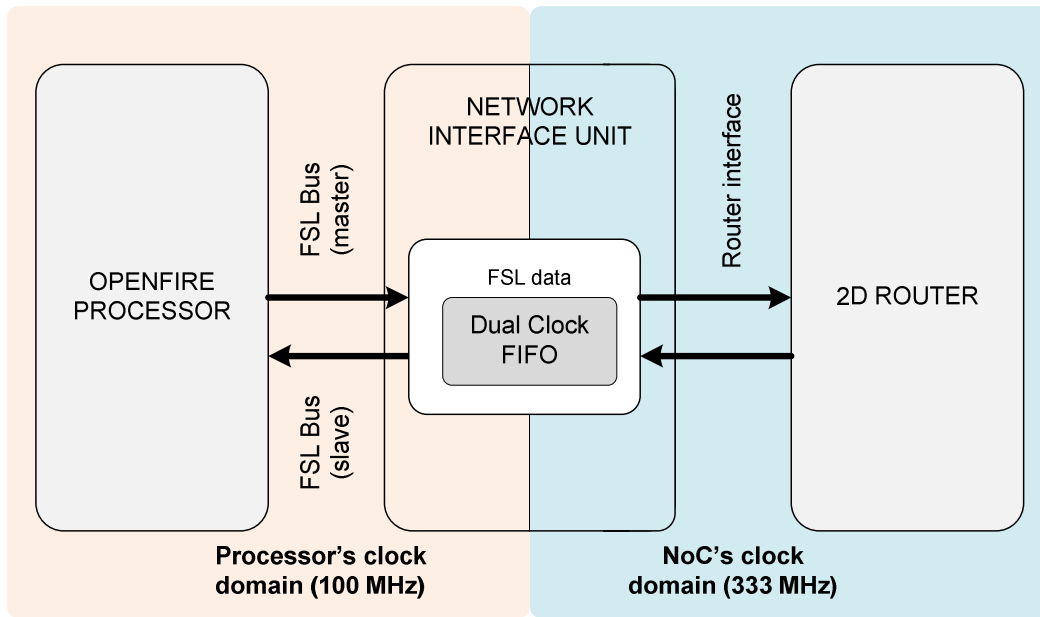 NETWORK
INTERFACE UNIT
FSL Bus
(master)
Router interface
OPENFIRE
PROCESSOR
FSL data
Dual Clock
FIFO
2D ROUTER
FSL Bus
(slave)
Processor's clock
domain (100 MHz)
NoC's clock
domain (333 MHz)